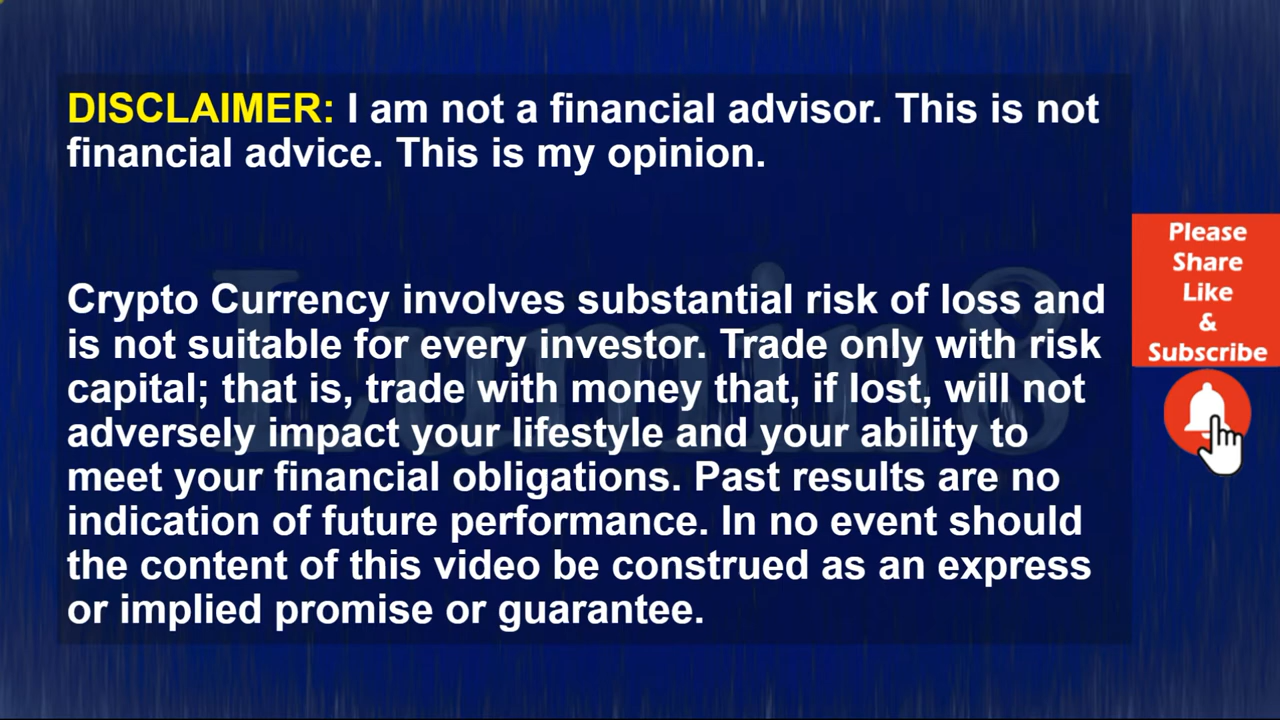 DISCLAIMER: I am not a financial advisor. This is not
financial advice. This is my opinion.
Crypto Currency involves substantial risk of loss and
is not suitable for every investor. Trade only with risk
capital; that is, trade with money that, if lost, will not
adversely impact your lifestyle and your ability to
meet your financial obligations. Past results are no
indication of future performance. In no event should
the content of this video be construed as an express
or implied promise or guarantee.
Lumin8
Please
Share
Like
&
Subscribe